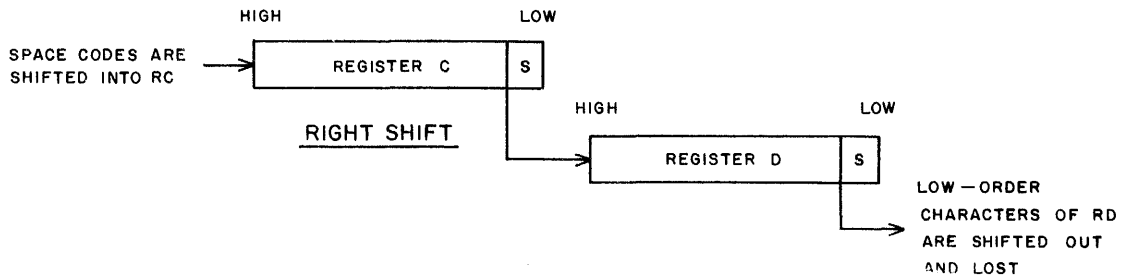 HIGH LOW
SPACE CODES ARE
SHIFTED INTO RC
REGISTER C S
RIGHT SHIFT
HIGH LOW
REGISTER D S
LOW-ORDER
CHARACTERS OF RD
ARE SHIFTED OUT
AND LOST